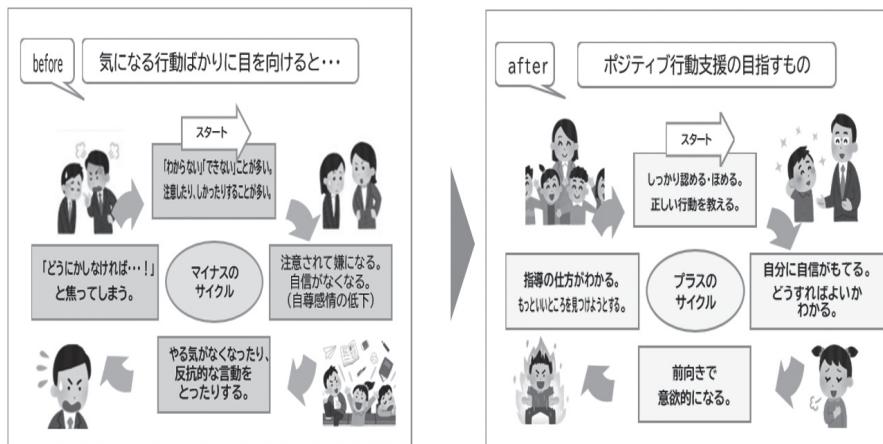 before
気になる行動ばかりに目を向けると・・・
スタート
「わからない」「できない」ことが多い。
注意したり、しかったりすることが多い。
注意されて嫌になる。
自信がなくなる。
(自尊感情の低下)
やる気がなくなったり、
反抗的な言動を
とったりする。
「どうにかしなければ・・・!」
と焦ってしまう。
マイナスの
サイクル
after
ポジティブ行動支援の目指すもの
スタート
しっかり認める・ほめる。
正しい行動を教える。
自分に自信がもてる。
どうすればよいか
わかる。
前向きで
意欲的になる。
指導の仕方がわかる。
もっといいところを見つけようとする。
プラスの
サイクル